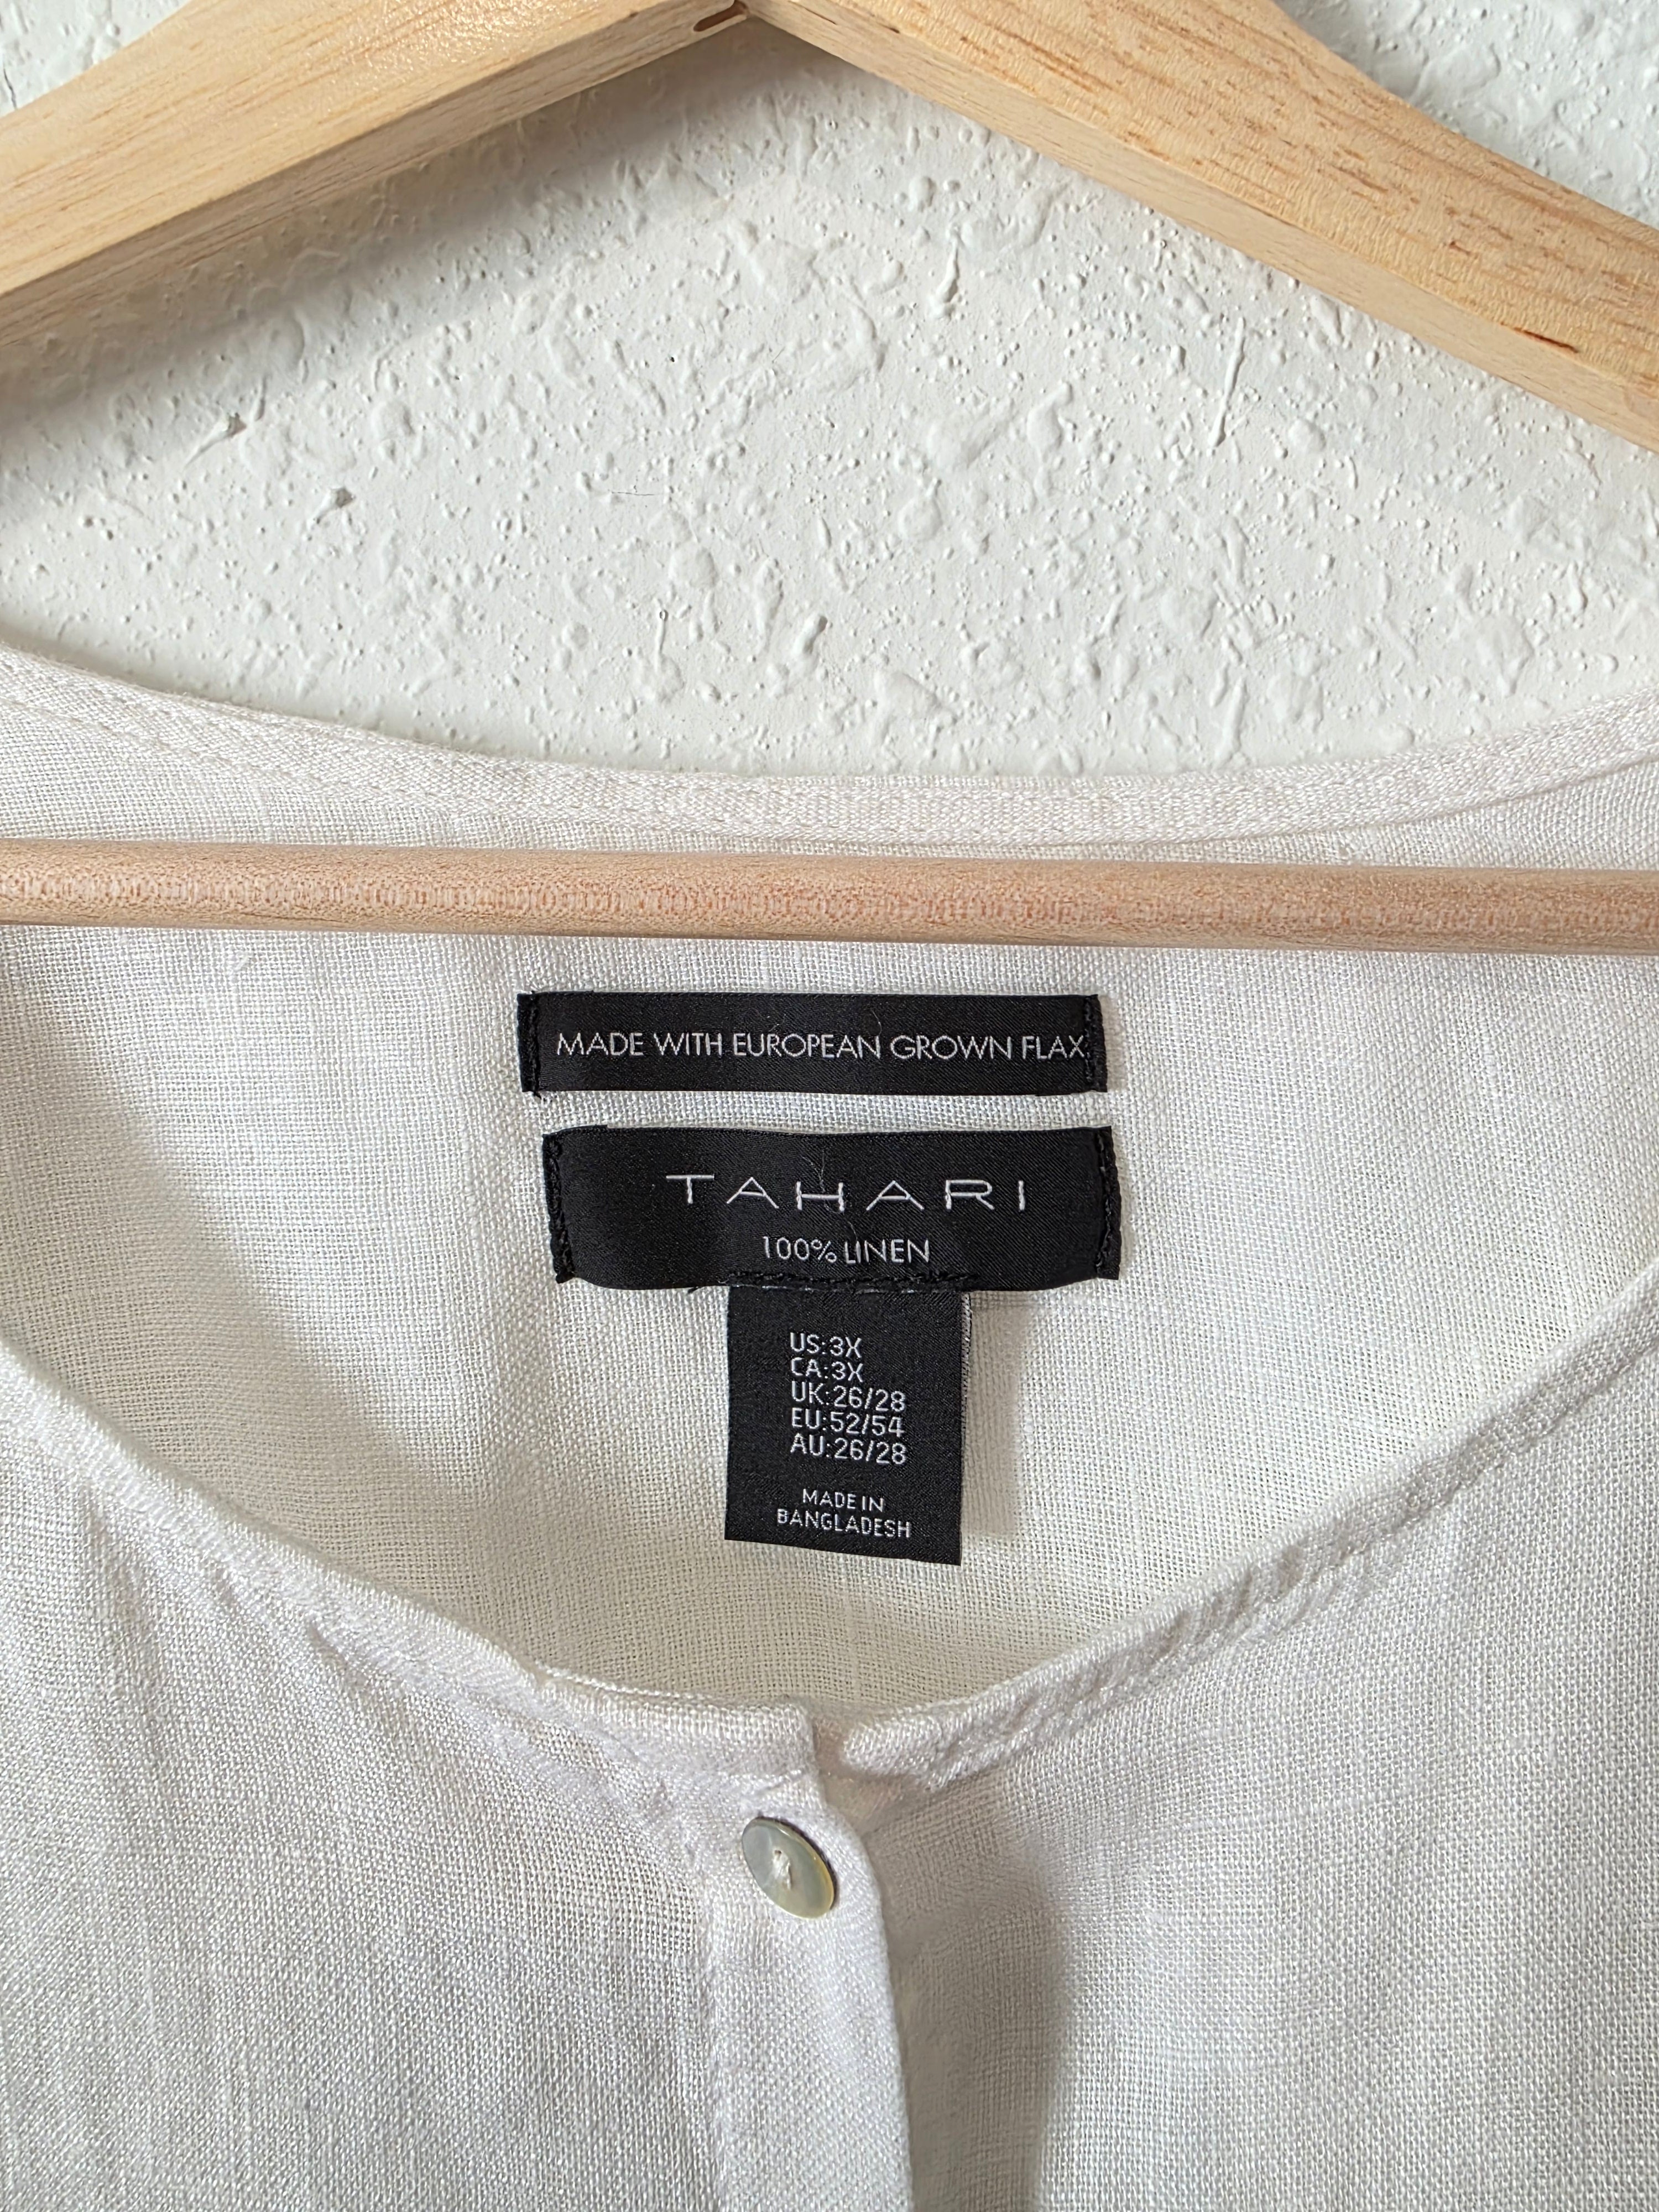 MADE WITH EUROPEAN GROWN FLAX
TAHARI
100% LINEN
US:3X
CA:3X
UK:26/28
EU:52/54
AU:26/28
MADE IN
BANGLADESH